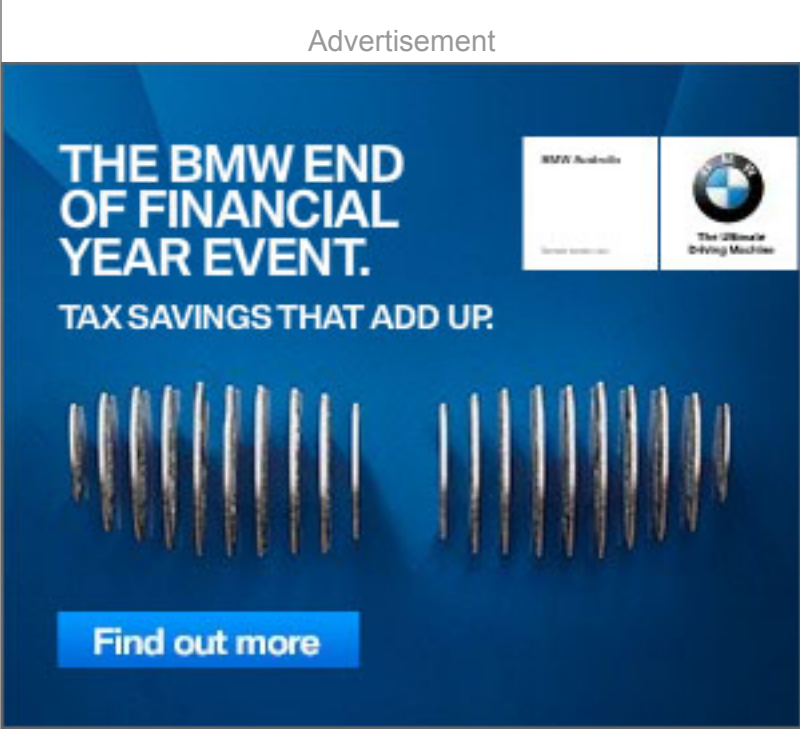 Advertisement
THE BMW END
OF FINANCIAL
YEAR EVENT.
TAX SAVINGS THAT ADD UP.
BMW Australia
BMW
The Ultimate
Driving Machine
Find out more